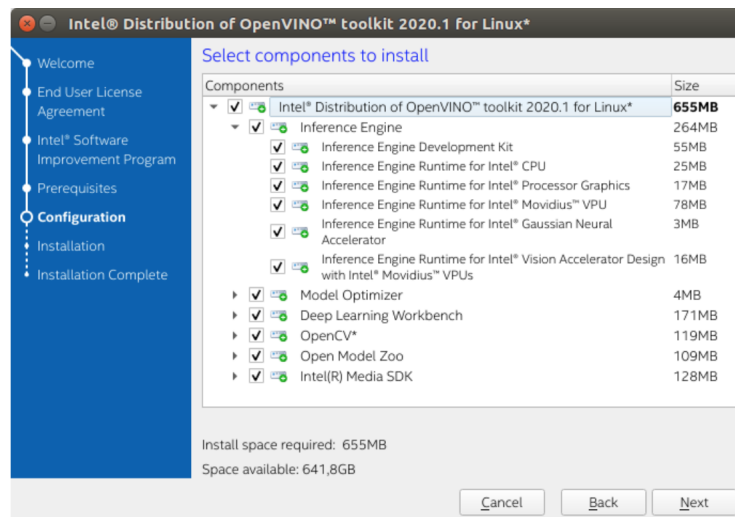 Intel® Distribution of OpenVINO™ toolkit 2020.1 for Linux*
Welcome
End User License
Agreement
Intel® Software
Improvement Program
Prerequisites
Configuration
Installation
Installation Complete
Select components to install
Components Size
Intel® Distribution of OpenVINO™ toolkit 2020.1 for Linux* 655MB
Inference Engine 264MB
Inference Engine Development Kit 55MB
Inference Engine Runtime for Intel® CPU 25MB
Inference Engine Runtime for Intel® Processor Graphics 17MB
Inference Engine Runtime for Intel® Movidius™ VPU 78MB
Inference Engine Runtime for Intel® Gaussian Neural 3MB
Accelerator
Inference Engine Runtime for Intel® Vision Accelerator Design 16MB
with Intel® Movidius™ VPUs
Model Optimizer 4MB
Deep Learning Workbench 171MB
OpenCV* 119MB
Open Model Zoo 109MB
Intel(R) Media SDK 128MB
Install space required: 655MB
Space available: 641,8GB
Cancel Back Next